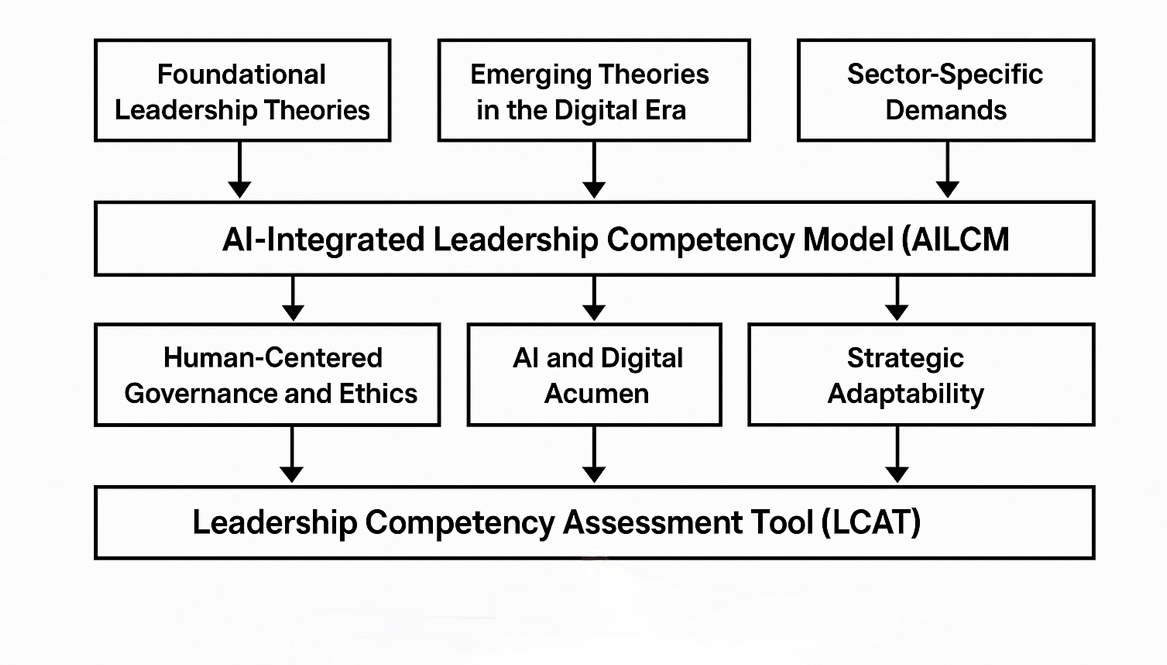 Foundational
Leadership Theories
Emerging Theories
in the Digital Era
Sector-Specific
Demands
AI-Integrated Leadership Competency Model (AILCM
Human-Centered
Governance and Ethics
AI and Digital
Acumen
Strategic
Adaptability
Leadership Competency Assessment Tool (LCAT)